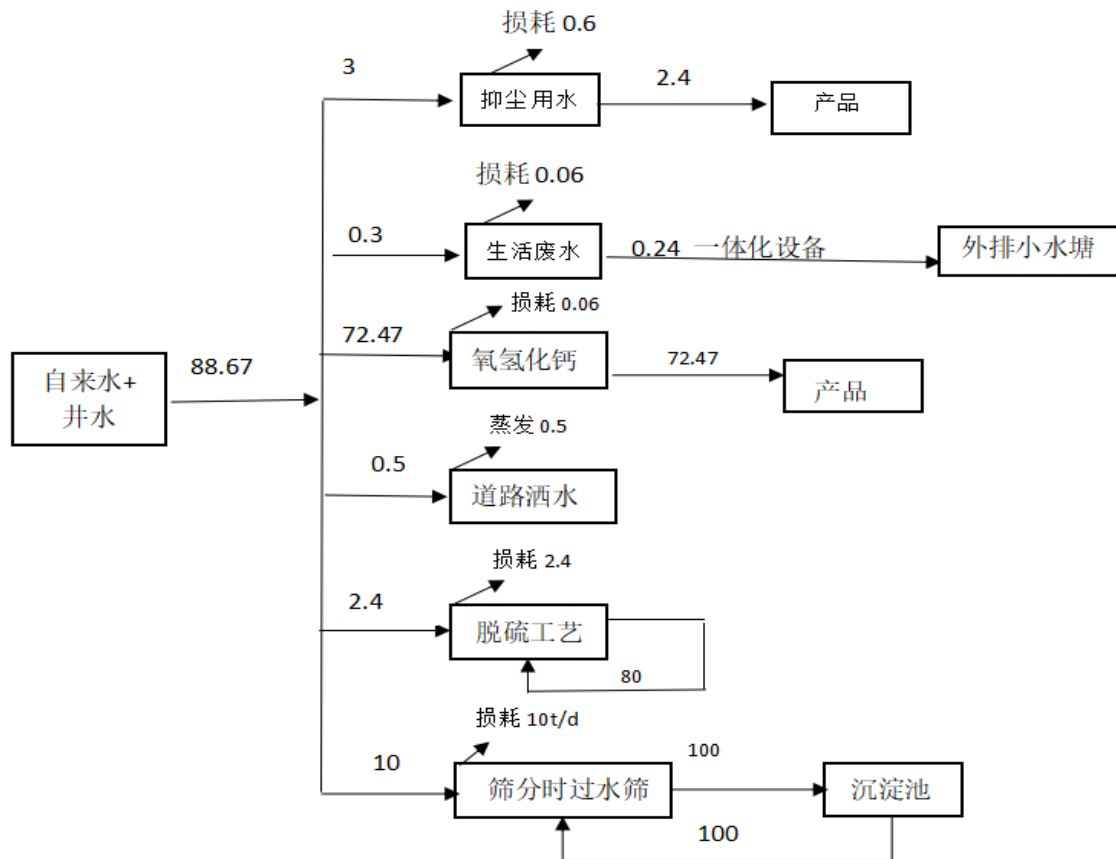 损耗 0.6
3
抑尘用水
2.4
产品
损耗 0.06
0.3
生活废水
0.24 一体化设备
外排小水塘
损耗 0.06
72.47
氧氢化钙
72.47
产品
自来水+
井水
88.67
蒸发 0.5
0.5
道路洒水
损耗 2.4
2.4
脱硫工艺
80
损耗 10t/d
10
筛分时过水筛
100
沉淀池
100